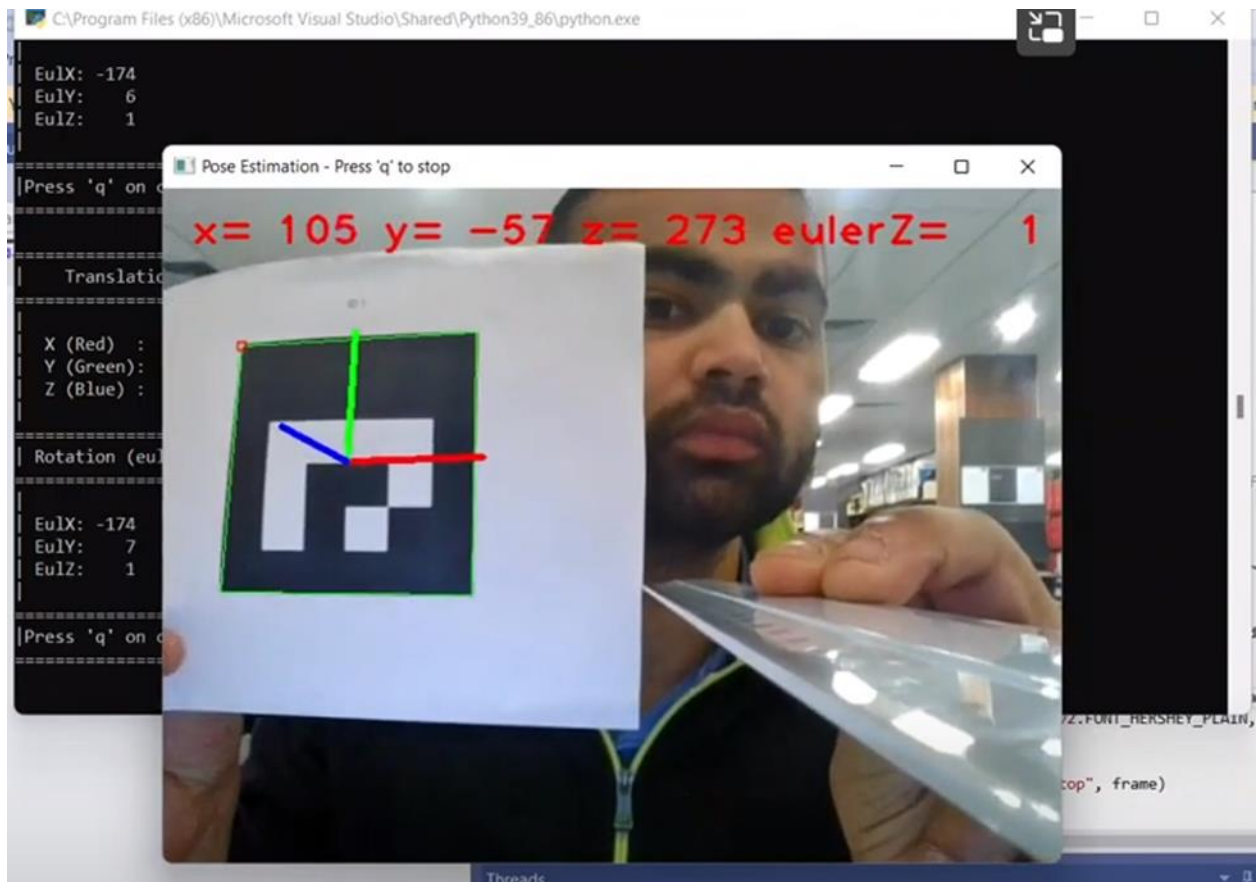 C:\Program Files (x86)\Microsoft Visual Studio\Shared\Python39_86\python.exe
EulX: -174
EulY: 6
EulZ: 1
|Press 'q' on
Pose Estimation - Press 'q' to stop
x= 105 y= -57 z= 273 eulerZ= 1
Translatio
X (Red) :
Y (Green):
Z (Blue) :
Rotation (eul
EulX: -174
EulY: 7
EulZ: 1
|Press 'q' on
2.FONT_HERSHEY_PLAIN,
top", frame)
Threads